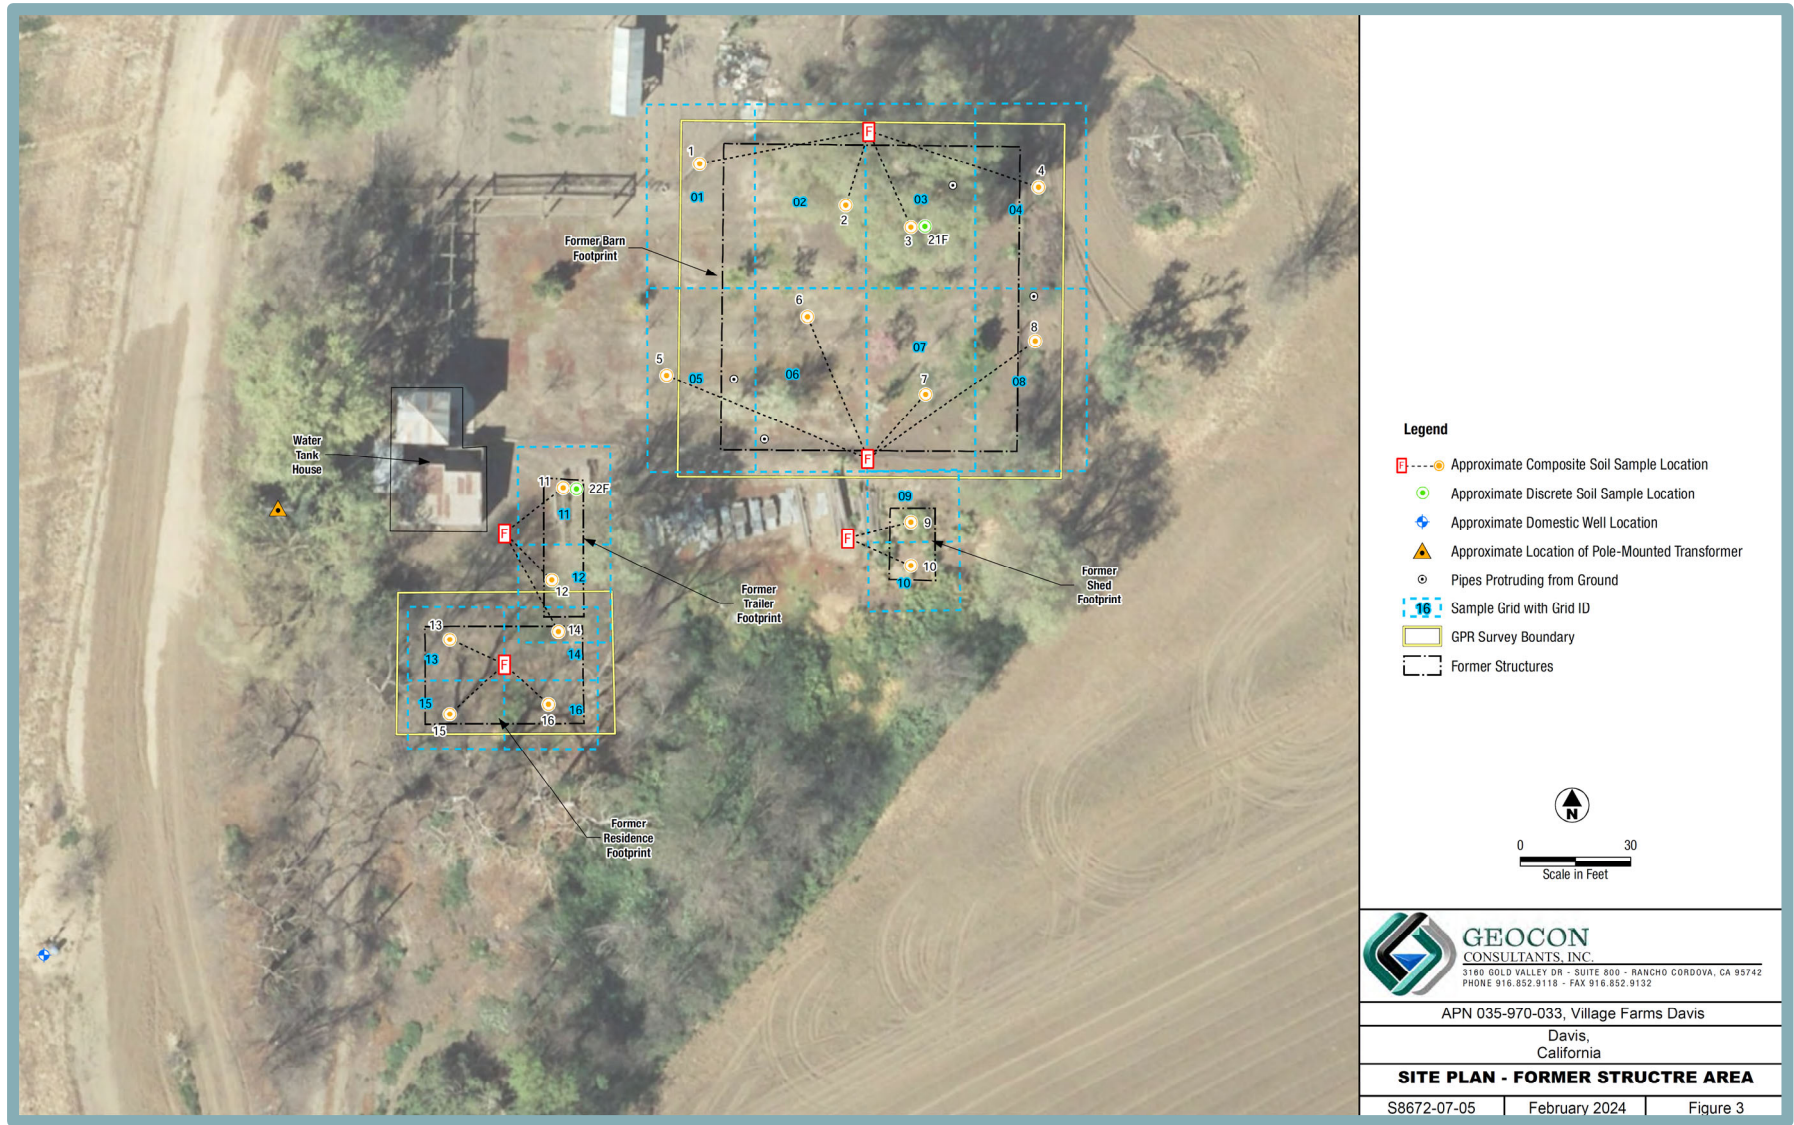 F
1
4
01
02
03
04
2
3
21F
Former Barn
Footprint
6
8
5
05
06
07
08
7
F
Water
Tank
House
11
22F
11
F
12
12
09
9
F
10
10
Former
Shed
Footprint
Former
Trailer
Footprint
13
14
13
14
F
15
16
16
15
Former
Residence
Footprint
Legend
F Approximate Composite Soil Sample Location
Approximate Discrete Soil Sample Location
Approximate Domestic Well Location
Approximate Location of Pole-Mounted Transformer
Pipes Protruding from Ground
16 Sample Grid with Grid ID
GPR Survey Boundary
Former Structures
N
0 30
Scale in Feet
GEOCON
CONSULTANTS, INC.
3160 GOLD VALLEY DR - SUITE 800 - RANCHO CORDOVA, CA 95742
PHONE 916.852.9118 - FAX 916.852.9132
APN 035-970-033, Village Farms Davis
Davis,
California
SITE PLAN - FORMER STRUCTRE AREA
S8672-07-05 February 2024 Figure 3